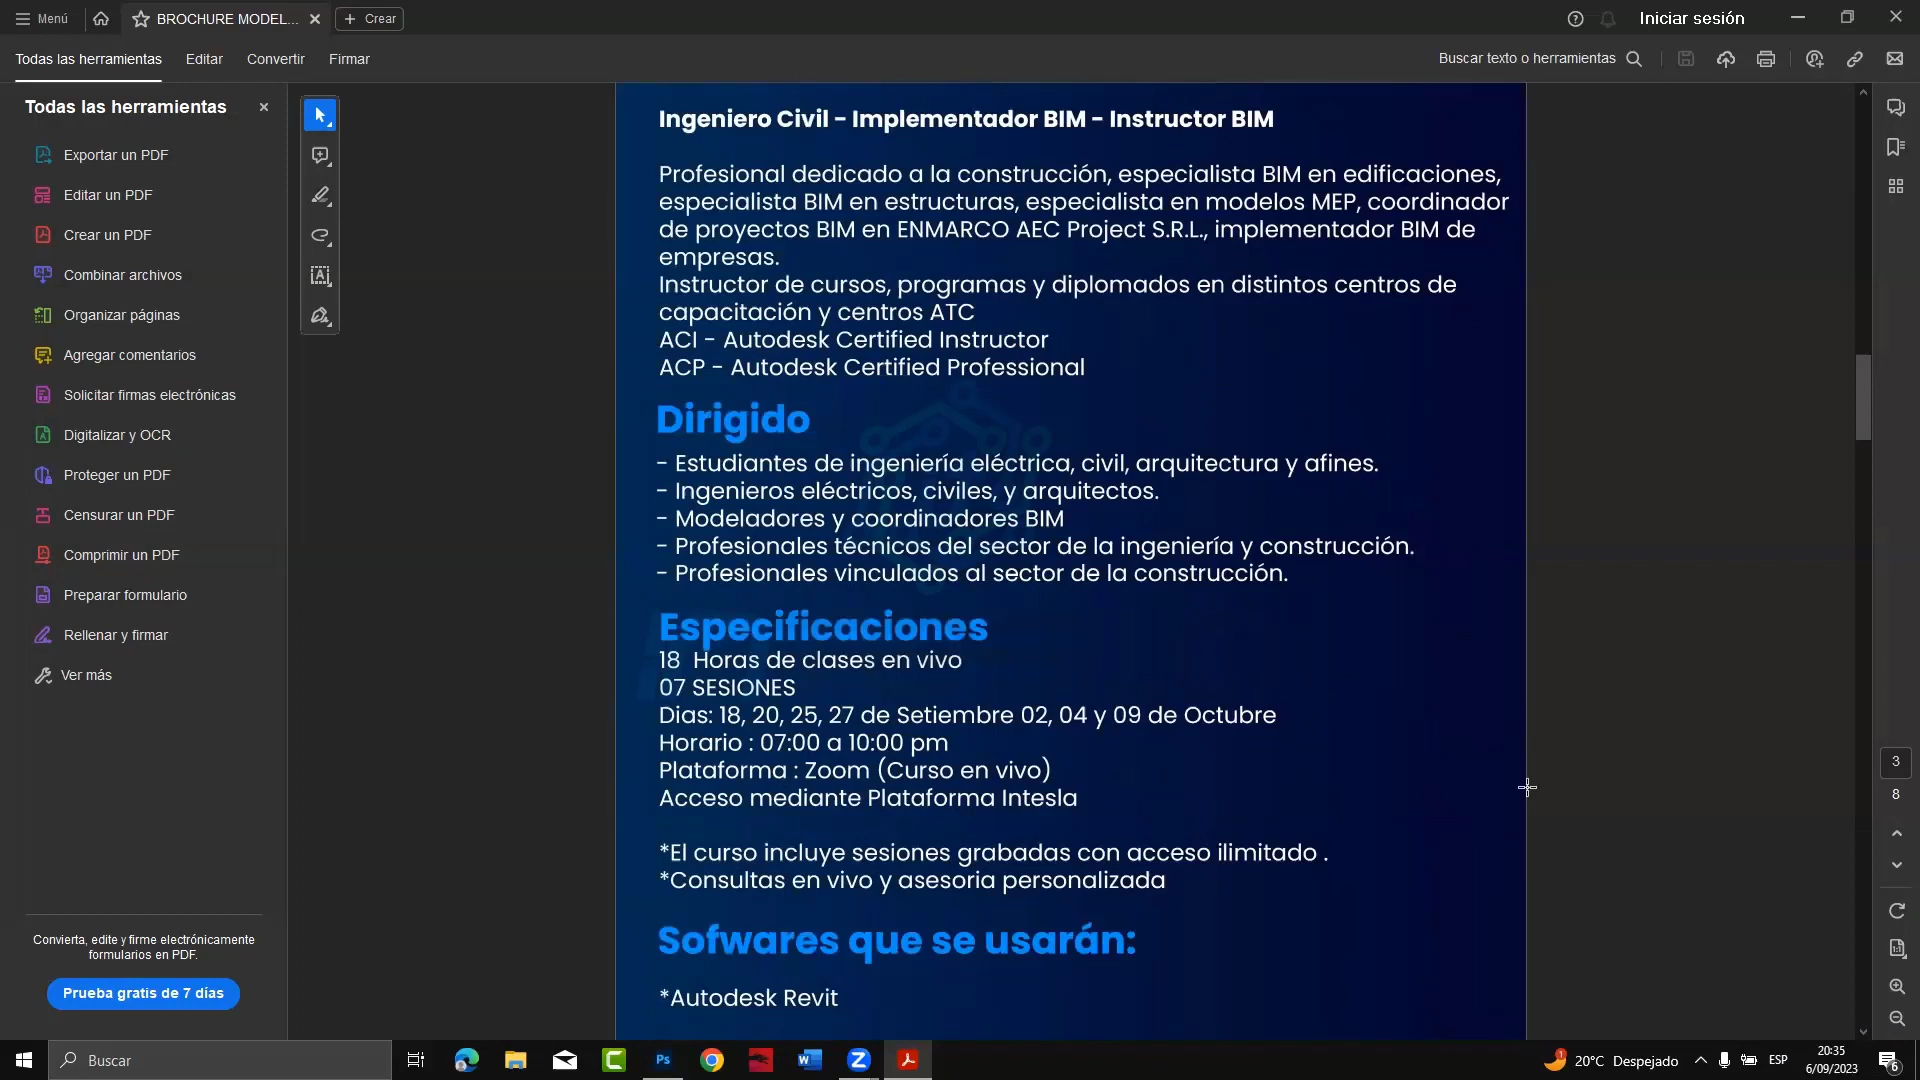 Menú
BROCHURE MODEL...
Crear
Iniciar sesión
Todas las herramientas
Editar
Convertir
Firmar
Buscar texto o herramientas
Todas las herramientas
Exportar un PDF
Editar un PDF
Crear un PDF
Combinar archivos
Organizar páginas
Agregar comentarios
Solicitar firmas electrónicas
Digitalizar y OCR
Proteger un PDF
Censurar un PDF
Comprimir un PDF
Preparar formulario
Rellenar y firmar
Ver más
Convierta, edite y firme electrónicamente
formularios en PDF.
Prueba gratis de 7 días
Ingeniero Civil - Implementador BIM - Instructor BIM
Profesional dedicado a la construcción, especialista BIM en edificaciones,
especialista BIM en estructuras, especialista en modelos MEP, coordinador
de proyectos BIM en ENMARCO AEC Project S.R.L., implementador BIM de
empresas.
Instructor de cursos, programas y diplomados en distintos centros de
capacitación y centros ATC
ACI - Autodesk Certified Instructor
ACP - Autodesk Certified Professional
Dirigido
- Estudiantes de ingeniería eléctrica, civil, arquitectura y afines.
- Ingenieros eléctricos, civiles, y arquitectos.
- Modeladores y coordinadores BIM
- Profesionales técnicos del sector de la ingeniería y construcción.
- Profesionales vinculados al sector de la construcción.
Especificaciones
18 Horas de clases en vivo
07 SESIONES
Dias: 18, 20, 25, 27 de Setiembre 02, 04 y 09 de Octubre
Horario : 07:00 a 10:00 pm
Plataforma : Zoom (Curso en vivo)
Acceso mediante Plataforma Intesla
*El curso incluye sesiones grabadas con acceso ilimitado .
*Consultas en vivo y asesoria personalizada
Sofwares que se usarán:
*Autodesk Revit
3
8
Buscar
Ps
20°C Despejado
ESP
20:35
6/09/2023
6